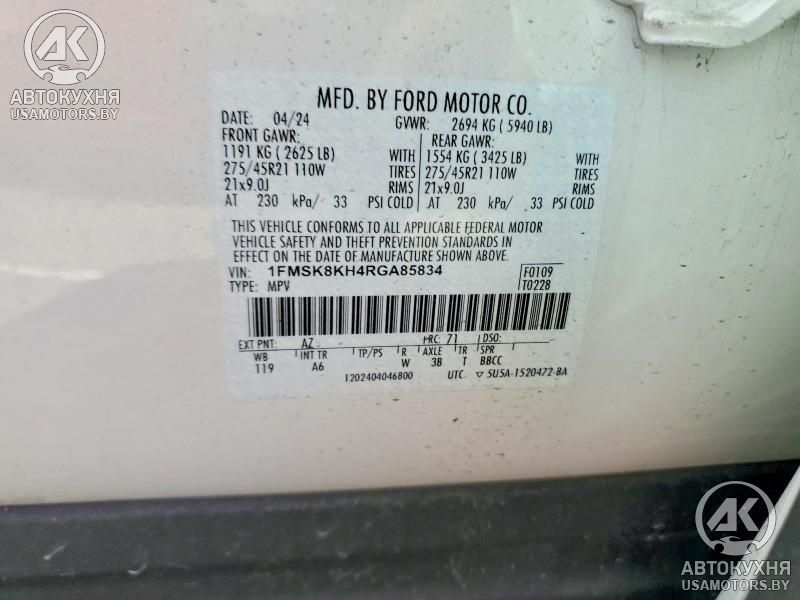 АК
АВТОКУХНЯ
USAMOTORS.BY
MFD. BY FORD MOTOR CO.
DATE: 04/24 GVWR: 2694 KG ( 5940 LB)
FRONT GAWR: REAR GAWR:
1191 KG ( 2625 LB) WITH 1554 KG ( 3425 LB) WITH
275/45R21 110W TIRES 275/45R21 110W TIRES
21x9.0J RIMS 21x9.0J RIMS
AT 230 kPa/ 33 PSI COLD AT 230 kPa/ 33 PSI COLD
THIS VEHICLE CONFORMS TO ALL APPLICABLE FEDERAL MOTOR
VEHICLE SAFETY AND THEFT PREVENTION STANDARDS IN
EFFECT ON THE DATE OF MANUFACTURE SHOWN ABOVE.
VIN: 1FMSK8KH4RGA85834 F0109
TYPE: MPV T0228
EXT PNT: AZ RC: 71 DSO:
WB INT TR TP/PS R AXLE TR SPR
119 A6 W 3B T BBCC
1202404046800 UTC ▽ 5U5A-1520472-BA
АК
АВТОКУХНЯ
USAMOTORS.BY